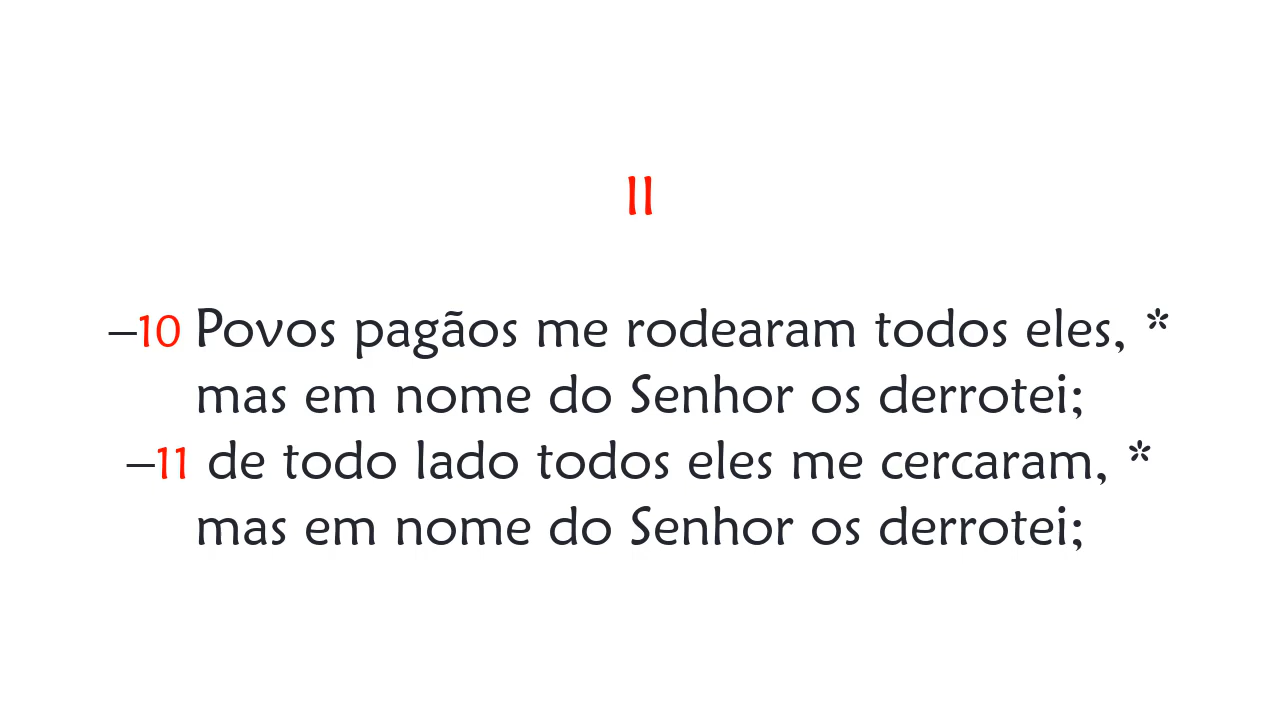 II
–10 Povos pagãos me rodearam todos eles, *
mas em nome do Senhor os derrotei;
–11 de todo lado todos eles me cercaram, *
mas em nome do Senhor os derrotei;